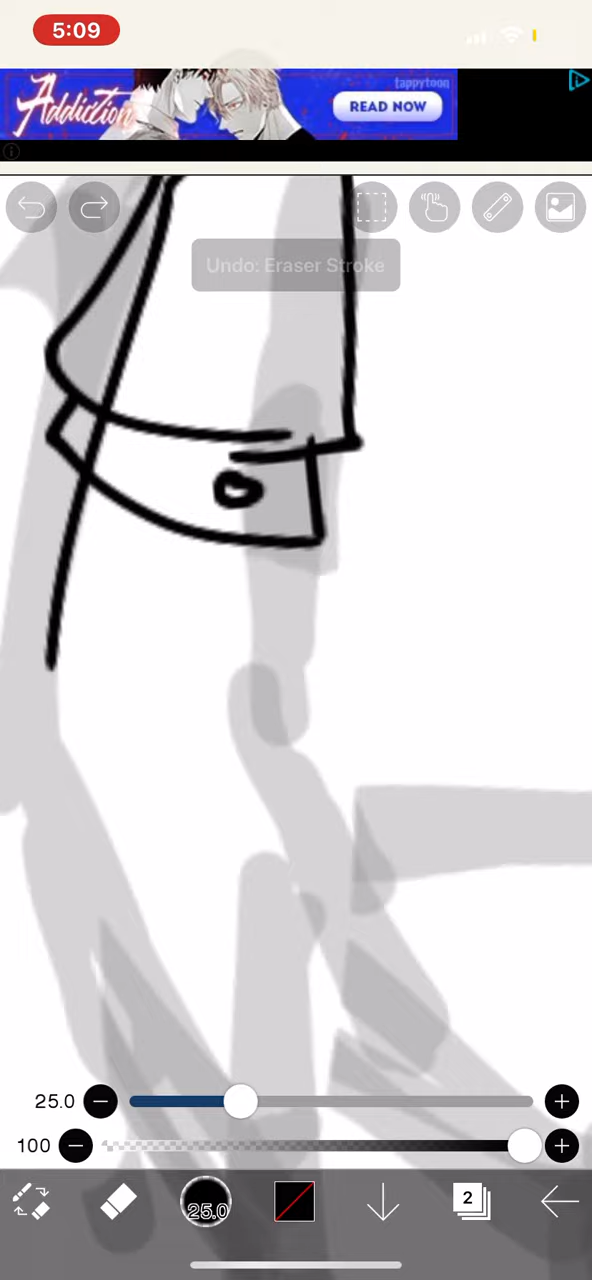 5:09
tappytoon
Addiction
READ NOW
Undo: Eraser Stroke
25.0
100
25.0
2